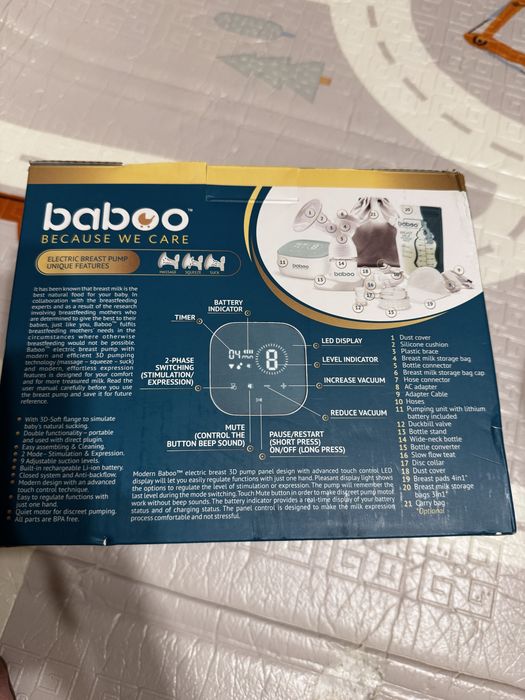 baboo™
BECAUSE WE CARE
ELECTRIC BREAST PUMP
UNIQUE FEATURES
MASSAGE SQUEEZE SUCK
It has been known that breast milk is the
best natural food for your baby. In
collaboration with the breastfeeding
experts and as a result of the research
involving breastfeeding mothers who
are determined to give the best to their
babies, just like you, Baboo™ fulfils
breastfeeding mothers' needs in the
circumstances where otherwise
breastfeeding would not be possible.
Baboo™ electric breast pump with
modern and efficient 3D pumping
technology (massage – squeeze – suck)
and modern, effortless expression
features is designed for your comfort
and for more treasured milk. Read the
user manual carefully before you use
the breast pump and save it for future
reference.
• With 3D-Soft flange to simulate
baby's natural sucking.
• Double functionality – portable
and used with direct plugin.
• Easy assembling & Cleaning.
• 2 Mode – Stimulation & Expression.
• 9 Adjustable suction levels.
• Built-in rechargeable Li-ion battery.
• Closed system and Anti-backflow.
• Modern design with an advanced
touch control technique.
• Easy to regulate functions with
just one hand.
• Quiet motor for discreet pumping.
• All parts are BPA free.
BATTERY
INDICATOR
TIMER
2-PHASE
SWITCHING
(STIMULATION/
EXPRESSION)
MUTE
(CONTROL THE
BUTTON BEEP SOUND)
04
8
LED DISPLAY
LEVEL INDICATOR
INCREASE VACUUM
REDUCE VACUUM
PAUSE/RESTART
(SHORT PRESS)
ON/OFF (LONG PRESS)
Modern Baboo™ electric breast 3D pump panel design with advanced touch control LED
display will let you easily regulate functions with just one hand. Pleasant display light shows
the options to regulate the level of stimulation or expression. The pump will remember the
last level during the mode switching. Touch Mute button in order to make discreet pump motor
work without beep sounds. The battery indicator provides a real-time display of your battery
status and of charging status. The panel control is designed to make the milk expression
process comfortable and not stressful.
baboo
1 Dust cover
2 Silicone cushion
3 Plastic brace
4 Breast milk storage bag
5 Bottle connector
6 Breast milk storage bag cap
7 Hose connector
8 AC adapter
9 Adapter Cable
10 Hoses
11 Pumping unit with lithium
battery included
12 Duckbill valve
13 Bottle stand
14 Wide-neck bottle
15 Bottle converter
16 Slow flow teat
17 Disc collar
18 Dust cover
19 Breast pads 4in1*
20 Breast milk storage
bags 3in1*
21 Carry bag
*Optional